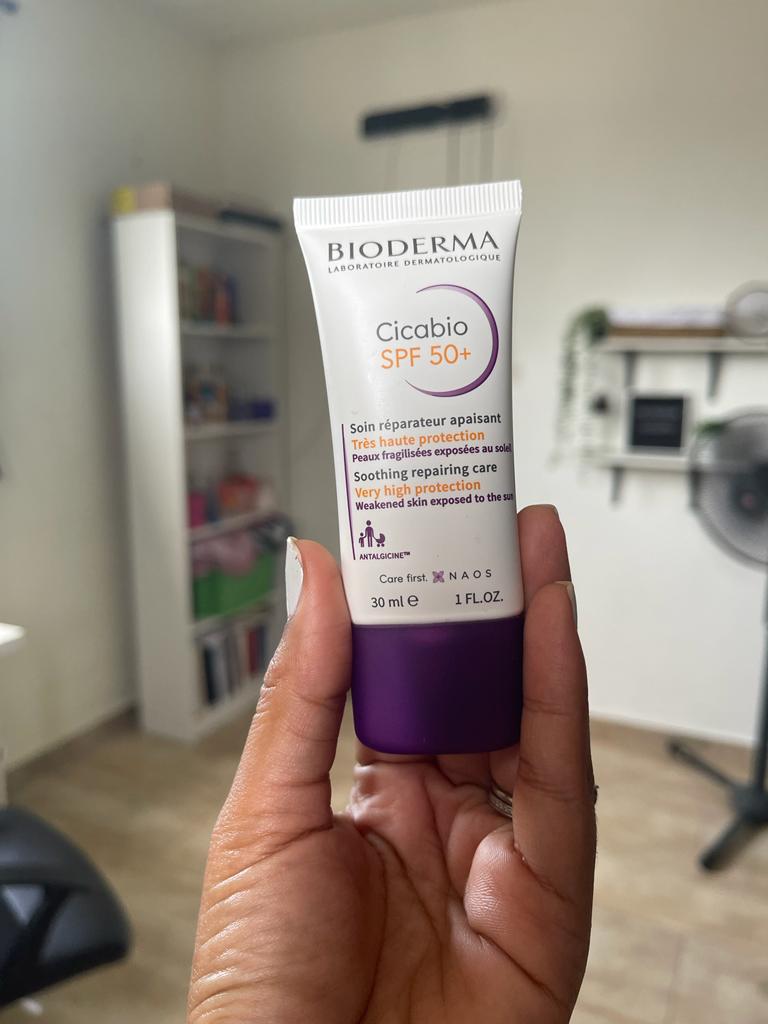 BIODERMA
LABORATOIRE DERMATOLOGIQUE
Cicabio
SPF 50+
Soin réparateur apaisant
Très haute protection
Peaux fragilisées exposées au soleil
Soothing repairing care
Very high protection
Weakened skin exposed to the sun
ANTALGICINE™
Care first. NAOS
30 ml ℮ 1 FL.OZ.